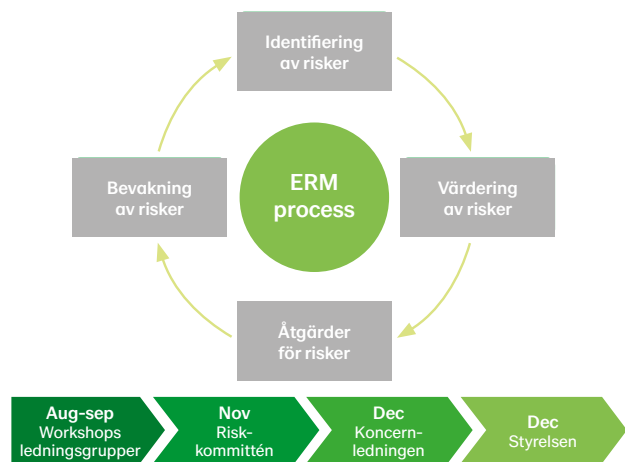 Identifiering
av risker
Bevakning
av risker
ERM
process
Värdering
av risker
Åtgärder
för risker
Aug-sep
Workshops
ledningsgrupper
Nov
Risk-
kommittén
Dec
Koncern-
ledningen
Dec
Styrelsen